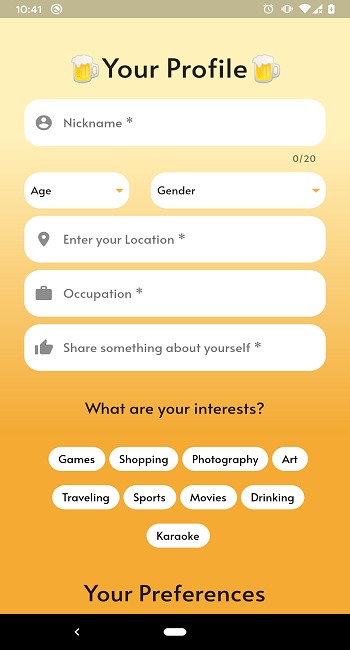 10:41
Your Profile
Nickname *
0/20
Age Gender
Enter your Location *
Occupation *
Share something about yourself *
What are your interests?
Games Shopping Photography Art
Traveling Sports Movies Drinking
Karaoke
Your Preferences